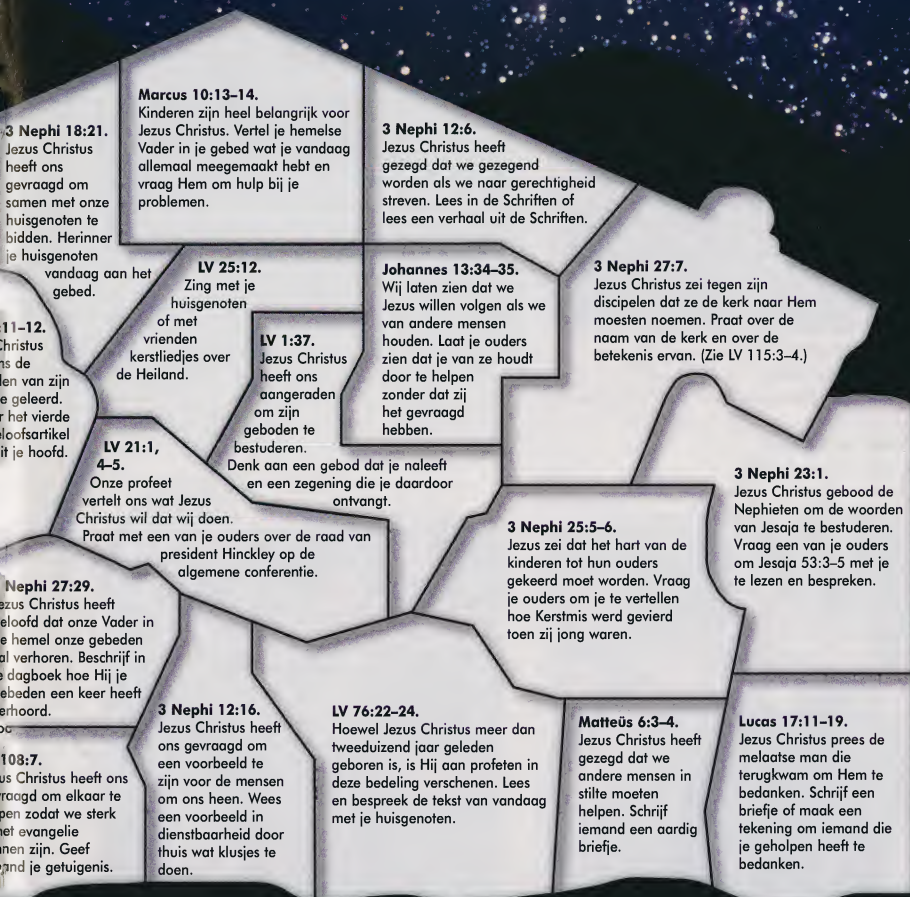 3 Nephi 18:21.
Jezus Christus
heeft ons
gevraagd om
samen met onze
huisgenoten te
bidden. Herinner
je huisgenoten
vandaag aan het
gebed.
Marcus 10:13–14.
Kinderen zijn heel belangrijk voor
Jezus Christus. Vertel je hemelse
Vader in je gebed wat je vandaag
allemaal meegemaakt hebt en
vraag Hem om hulp bij je
problemen.
3 Nephi 12:6.
Jezus Christus heeft
gezegd dat we gezegend
worden als we naar gerechtigheid
streven. Lees in de Schriften of
lees een verhaal uit de Schriften.
:11–12.
Christus
de
van zijn
geleerd.
het vierde
je hoofd.
LV 25:12.
Zing met je
huisgenoten
of met
vrienden
kerstliedjes over
de Heiland.
LV 1:37.
Jezus Christus
heeft ons
aangeraden
om zijn
geboden te
bestuderen.
Denk aan een gebod dat je naleeft
en een zegening die je daardoor
ontvangt.
Johannes 13:34–35.
Wij laten zien dat we
Jezus willen volgen als we
van andere mensen
houden. Laat je ouders
zien dat je van ze houdt
door te helpen
zonder dat zij
het gevraagd
hebben.
3 Nephi 27:7.
Jezus Christus zei tegen zijn
discipelen dat ze de kerk naar Hem
moesten noemen. Praat over de
naam van de kerk en over de
betekenis ervan. (Zie LV 115:3–4.)
LV 21:1,
4–5.
Onze profeet
vertelt ons wat Jezus
Christus wil dat wij doen.
Praat met een van je ouders over de raad van
president Hinckley op de
algemene conferentie.
3 Nephi 25:5–6.
Jezus zei dat het hart van de
kinderen tot hun ouders
gekeerd moet worden. Vraag
je ouders om je te vertellen
hoe Kerstmis werd gevierd
toen zij jong waren.
3 Nephi 23:1.
Jezus Christus gebood de
Nephieten om de woorden
van Jesaja te bestuderen.
Vraag een van je ouders
om Jesaja 53:3–5 met je
te lezen en bespreken.
Nephi 27:29.
Christus heeft
dat onze Vader in
hemel onze gebeden
verhoren. Beschrijf in
dagboek hoe Hij je
een keer heeft
108:7.
Christus heeft ons
om elkaar te
zodat we sterk
evangelie
zijn. Geef
je getuigenis.
3 Nephi 12:16.
Jezus Christus heeft
ons gevraagd om
een voorbeeld te
zijn voor de mensen
om ons heen. Wees
een voorbeeld in
dienstbaarheid door
thuis wat klusjes te
doen.
LV 76:22–24.
Hoewel Jezus Christus meer dan
tweeduizend jaar geleden
geboren is, is Hij aan profeten in
deze bedeling verschenen. Lees
en bespreek de tekst van vandaag
met je huisgenoten.
Matteüs 6:3–4.
Jezus Christus heeft
gezegd dat we
andere mensen in
stilte moeten
helpen. Schrijf
iemand een aardig
briefje.
Lucas 17:11–19.
Jezus Christus prees de
melaatse man die
terugkwam om Hem te
bedanken. Schrijf een
briefje of maak een
tekening om iemand die
je geholpen heeft te
bedanken.